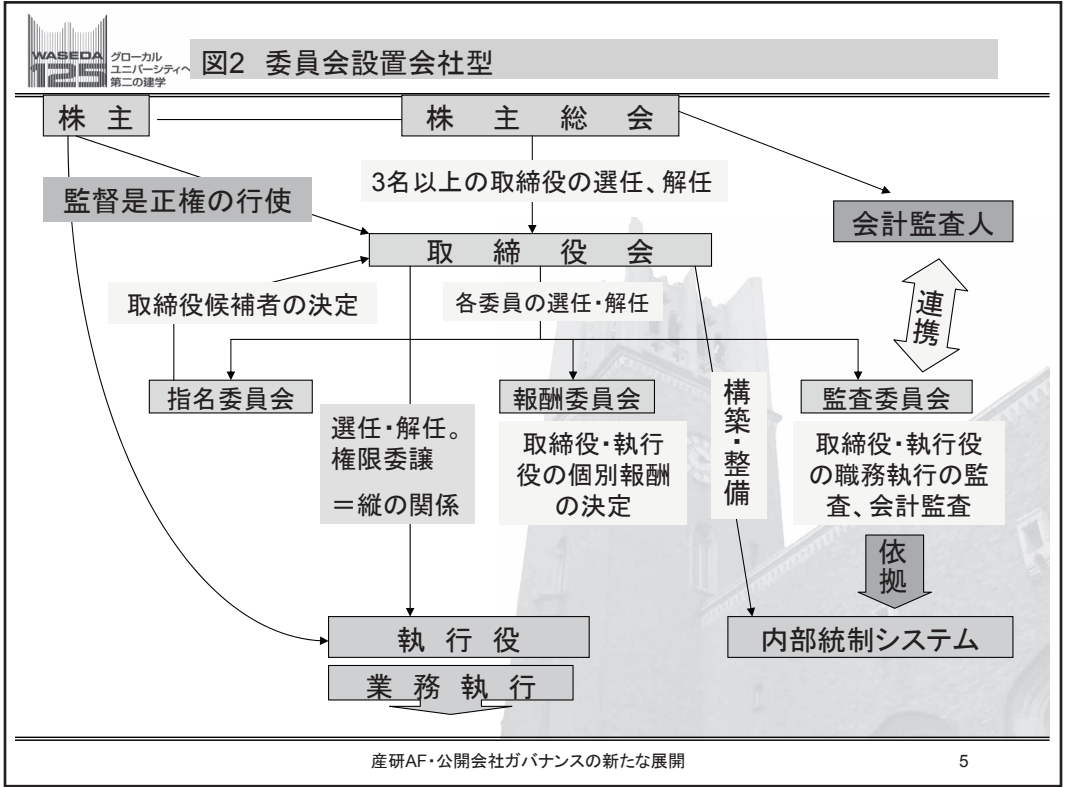 WASEDA
125
グローカル
ユニバーシティへ
第二の建学
図2 委員会設置会社型
株 主
株 主 総 会
監督是正権の行使
3名以上の取締役の選任、解任
会計監査人
取 締 役 会
連携
取締役候補者の決定
各委員の選任・解任
指名委員会
報酬委員会
監査委員会
選任・解任。
権限委譲
＝縦の関係
取締役・執行
役の個別報酬
の決定
構築・整備
取締役・執行役
の職務執行の監
査、会計監査
依拠
執 行 役
内部統制システム
業 務 執 行
産研AF・公開会社ガバナンスの新たな展開
5